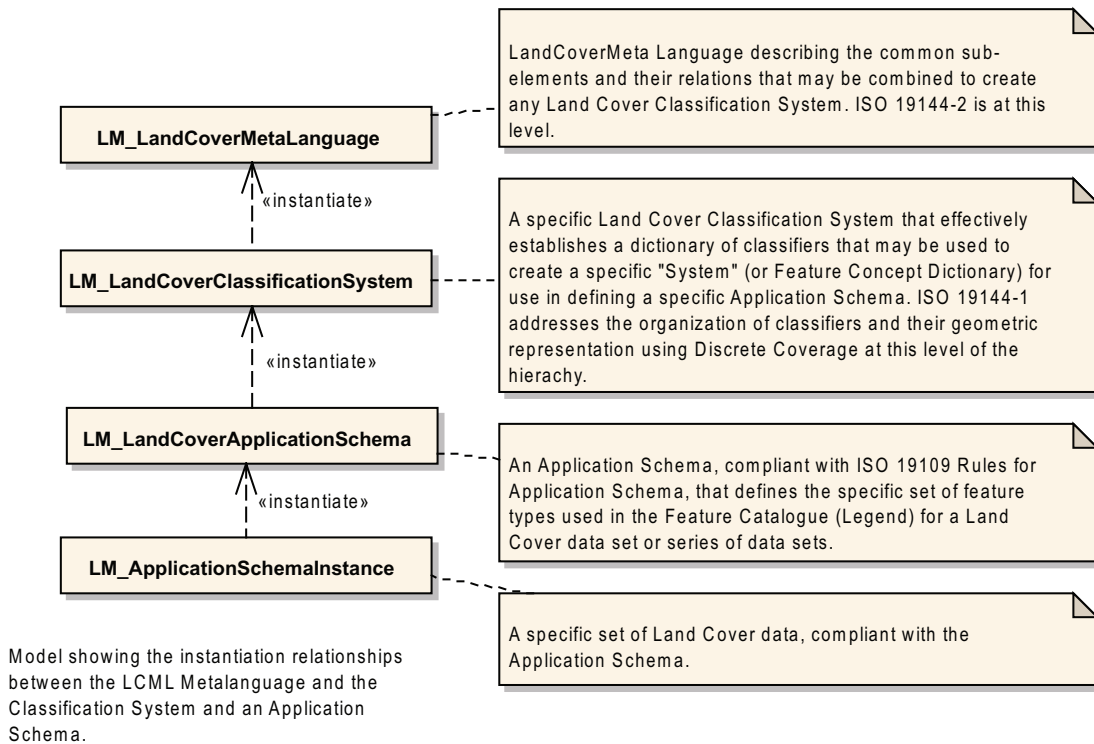 LandCoverMeta Language describing the common sub-
elements and their relations that may be combined to create
any Land Cover Classification System. ISO 19144-2 is at this
level.
LM_LandCoverMetaLanguage
«instantiate»
A specific Land Cover Classification System that effectively
establishes a dictionary of classifiers that may be used to
create a specific "System" (or Feature Concept Dictionary) for
use in defining a specific Application Schema. ISO 19144-1
addresses the organization of classifiers and their geometric
representation using Discrete Coverage at this level of the
hierachy.
LM_LandCoverClassificationSystem
«instantiate»
LM_LandCoverApplicationSchema
An Application Schema, compliant with ISO 19109 Rules for
Application Schema, that defines the specific set of feature
types used in the Feature Catalogue (Legend) for a Land
Cover data set or series of data sets.
«instantiate»
LM_ApplicationSchemaInstance
A specific set of Land Cover data, compliant with the
Application Schema.
Model showing the instantiation relationships
between the LCML Metalanguage and the
Classification System and an Application
Schema.